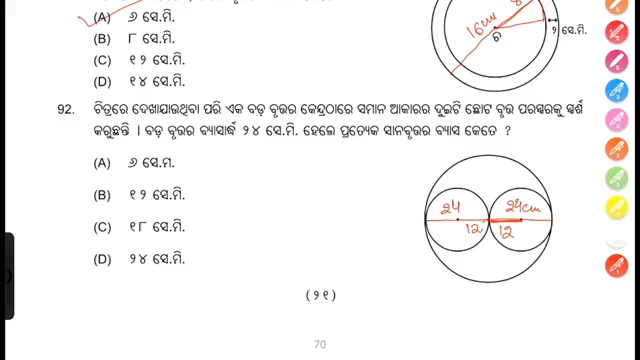 (A) ୬ ସେ.ମି.
(B) ୮ ସେ.ମି.
(C) ୧୨ ସେ.ମି.
(D) ୧୪ ସେ.ମି.
16cm
8
ଚ
୨ ସେ.ମି.
92. ଚିତ୍ରରେ ଦେଖାଯାଉଥିବା ପରି ଏକ ବଡ଼ ବୃତ୍ତର କେନ୍ଦ୍ରଠାରେ ସମାନ ଆକାରର ଦୁଇଟି ଛୋଟ ବୃତ୍ତ ପରସ୍ପରକୁ ସ୍ପର୍ଶ
କରୁଛନ୍ତି । ବଡ଼ ବୃତ୍ତର ବ୍ୟାସାର୍ଦ୍ଧ ୨୪ ସେ.ମି. ହେଲେ ପ୍ରତ୍ୟେକ ସାନବୃତ୍ତର ବ୍ୟାସ କେତେ ?
(A) ୬ ସେ.ମ.
(B) ୧୨ ସେ.ମି.
(C) ୧୮ ସେ.ମି.
(D) ୨୪ ସେ.ମି.
24 24cm
12 12
(୨୧)
70